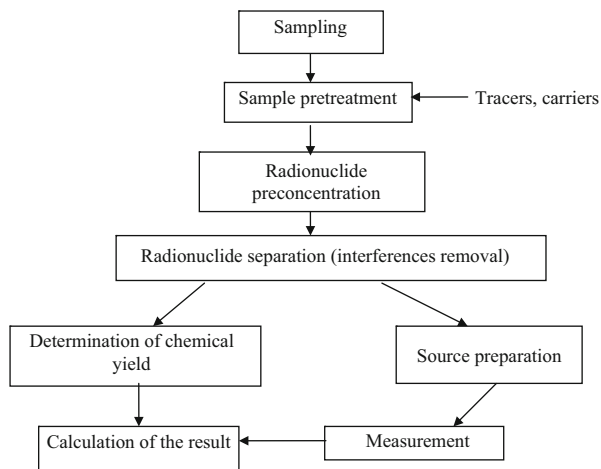 Sampling
Sample pretreatment
Tracers, carriers
Radionuclide
preconcentration
Radionuclide separation (interferences removal)
Determination of chemical
yield
Source preparation
Calculation of the result
Measurement